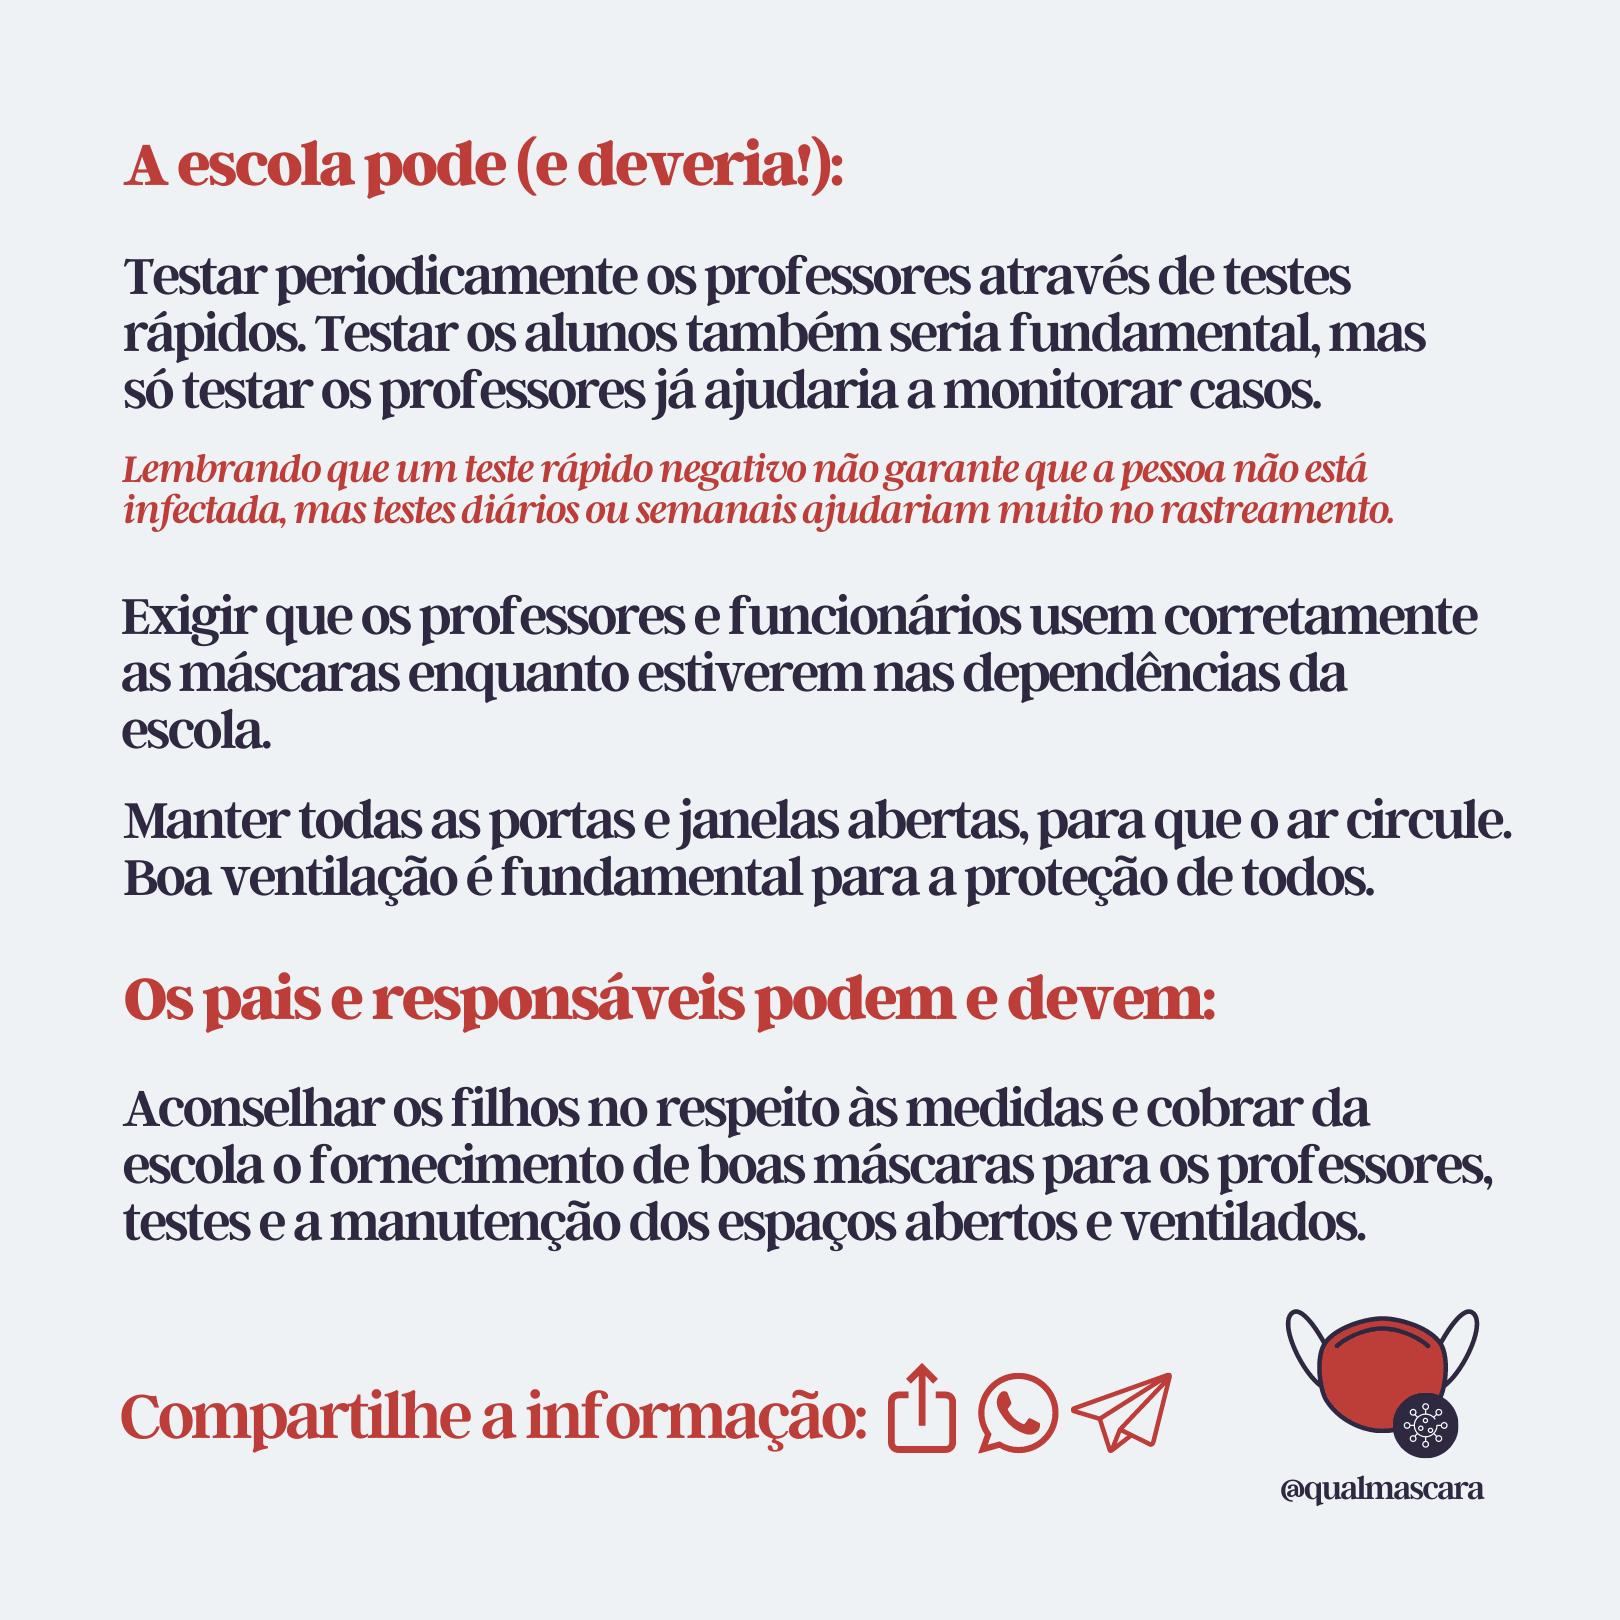 A escola pode (e deveria!):
Testar periodicamente os professores através de testes
rápidos. Testar os alunos também seria fundamental, mas
só testar os professores já ajudaria a monitorar casos.
Lembrando que um teste rápido negativo não garante que a pessoa não está
infectada, mas testes diários ou semanais ajudariam muito no rastreamento.
Exigir que os professores e funcionários usem corretamente
as máscaras enquanto estiverem nas dependências da
escola.
Manter todas as portas e janelas abertas, para que o ar circule.
Boa ventilação é fundamental para a proteção de todos.
Os pais e responsáveis podem e devem:
Aconselhar os filhos no respeito às medidas e cobrar da
escola o fornecimento de boas máscaras para os professores,
testes e a manutenção dos espaços abertos e ventilados.
Compartilhe a informação:
@qualmascara